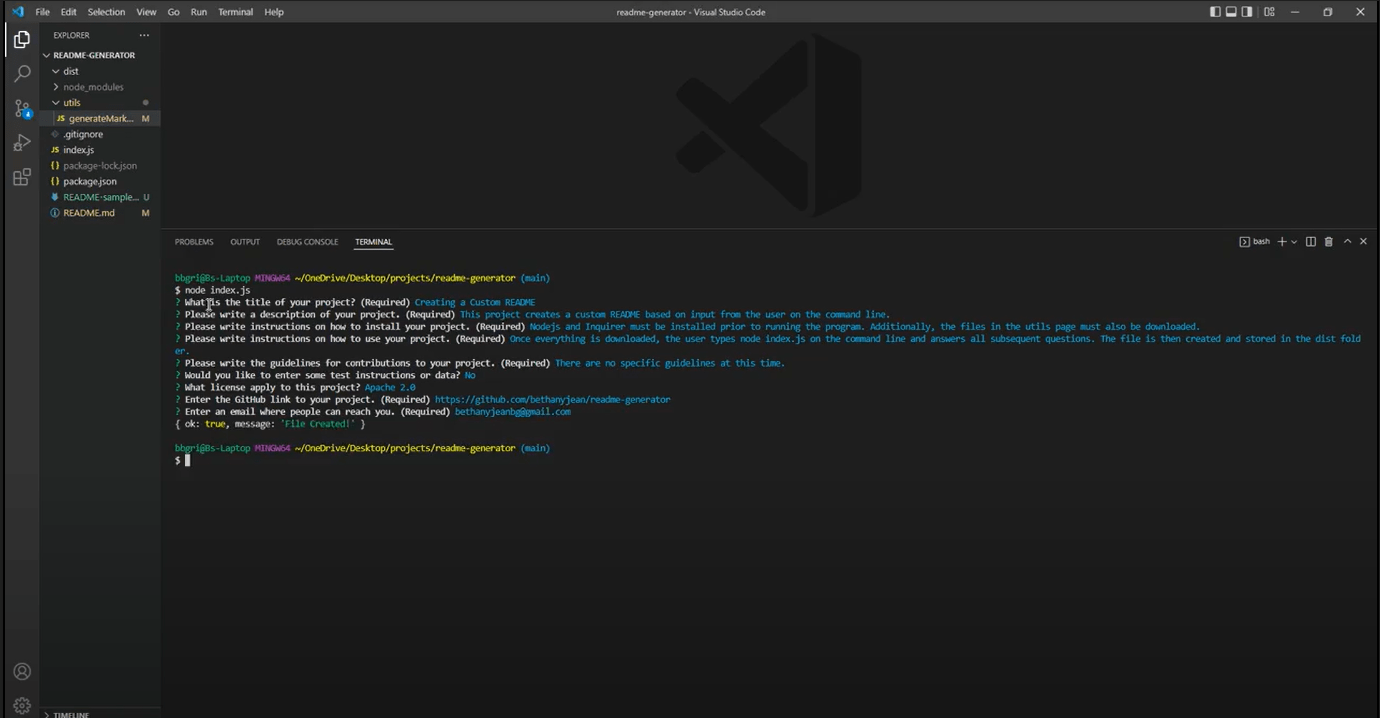 File Edit Selection View Go Run Terminal Help
readme-generator - Visual Studio Code
EXPLORER
README-GENERATOR
dist
node_modules
utils
generateMark... M
.gitignore
JS index.js
{} package-lock.json
{} package.json
README-sample... U
README.md M
TIMELINE
PROBLEMS OUTPUT DEBUG CONSOLE TERMINAL
bash
bbgri@Bs-Laptop MINGW64 ~/OneDrive/Desktop/projects/readme-generator (main)
$ node index.js
? What is the title of your project? (Required) Creating a Custom README
? Please write a description of your project. (Required) This project creates a custom README based on input from the user on the command line.
? Please write instructions on how to install your project. (Required) Nodejs and Inquirer must be installed prior to running the program. Additionally, the files in the utils page must also be downloaded.
? Please write instructions on how to use your project. (Required) Once everything is downloaded, the user types node index.js on the command line and answers all subsequent questions. The file is then created and stored in the dist fold
er.
? Please write the guidelines for contributions to your project. (Required) There are no specific guidelines at this time.
? Would you like to enter some test instructions or data? No
? What license apply to this project? Apache 2.0
? Enter the GitHub link to your project. (Required) https://github.com/bethanyjean/readme-generator
? Enter an email where people can reach you. (Required) bethanyjeanbg@gmail.com
{ ok: true, message: 'File Created!' }
bbgri@Bs-Laptop MINGW64 ~/OneDrive/Desktop/projects/readme-generator (main)
$